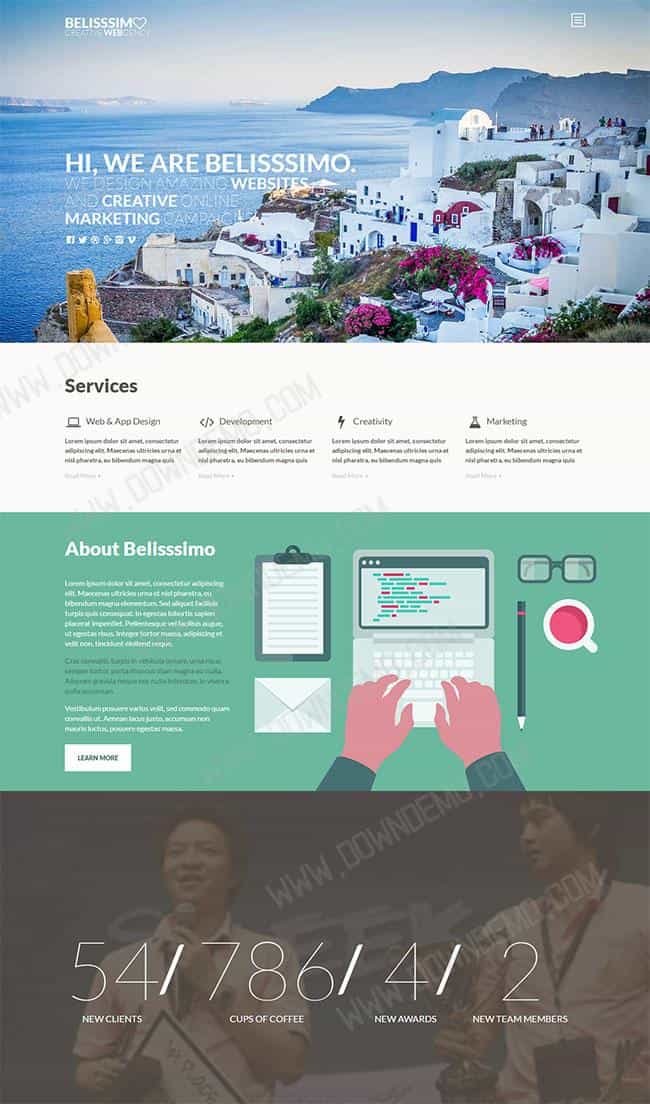 BELISSSIM
CREATIVE WEBGENCY
HI, WE ARE BELISSSIMO.
WE DESIGN AMAZING WEBSITES
AND CREATIVE ONLINE
MARKETING CAMPAIGNS
Services
Web & App Design
Lorem ipsum dolor sit amet, consectetur
adipiscing elit. Maecenas ultricies urna et
nisl pharetra, eu bibendum magna quis
Read More
Development
Lorem ipsum dolor sit amet, consectetur
adipiscing elit. Maecenas ultricies urna et
nisl pharetra, eu bibendum magna quis
Read More
Creativity
Lorem ipsum dolor sit amet, consectetur
adipiscing elit. Maecenas ultricies urna et
nisl pharetra, eu bibendum magna quis
Read More
Marketing
Lorem ipsum dolor sit amet, consectetur
adipiscing elit. Maecenas ultricies urna et
nisl pharetra, eu bibendum magna quis
Read More
About Belisssimo
Lorem ipsum dolor sit amet, consectetur adipiscing
elit. Maecenas ultricies urna et nisl pharetra, eu
bibendum magna elementum. Sed aliquet facilisis
tempus. In egestas lobortis sapien
placerat imperdiet. Pellentesque vel facilisis augue,
ut egestas risus. Integer tortor massa, adipiscing et
velit non, tincidunt eleifend neque.
Cras convallis turpis in vehicula ornare, urna risus
semper tortor, porta rhoncus diam magna eu nulla.
Aliquam gravida neque nec nulla interdum, in viverra
nulla accumsan.
Vestibulum posuere varius velit, sed commodo quam
convallis ut. Aenean lacus justo, accumsan non
mauris luctus, posuere egestas massa.
LEARN MORE
54/ 786/ 4/ 2
NEW CLIENTS
CUPS OF COFFEE
NEW AWARDS
NEW TEAM MEMBERS
WWW.DOWNDEMO.COM
WWW.DOWNDEMO.COM
WWW.DOWNDEMO.COM
WWW.DOWNDEMO.COM
WWW.DOWNDEMO.COM